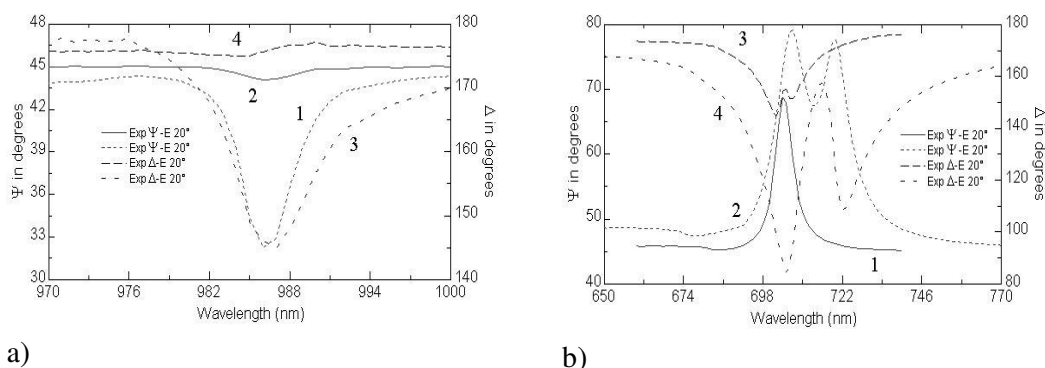 48
45
42
39
36
33
30
Ψ in degrees
970
976
982
988
994
1000
Wavelength (nm)
180
170
160
150
140
Δ in degrees
4
2
1
3
Exp Ψ-E 20°
Exp Ψ-E 20°
Exp Δ-E 20°
Exp Δ-E 20°
a)
80
70
60
50
40
Ψ in degrees
650
674
698
722
746
770
Wavelength (nm)
180
160
140
120
100
80
Δ in degrees
3
4
2
1
Exp Ψ-E 20°
Exp Ψ-E 20°
Exp Δ-E 20°
Exp Δ-E 20°
b)